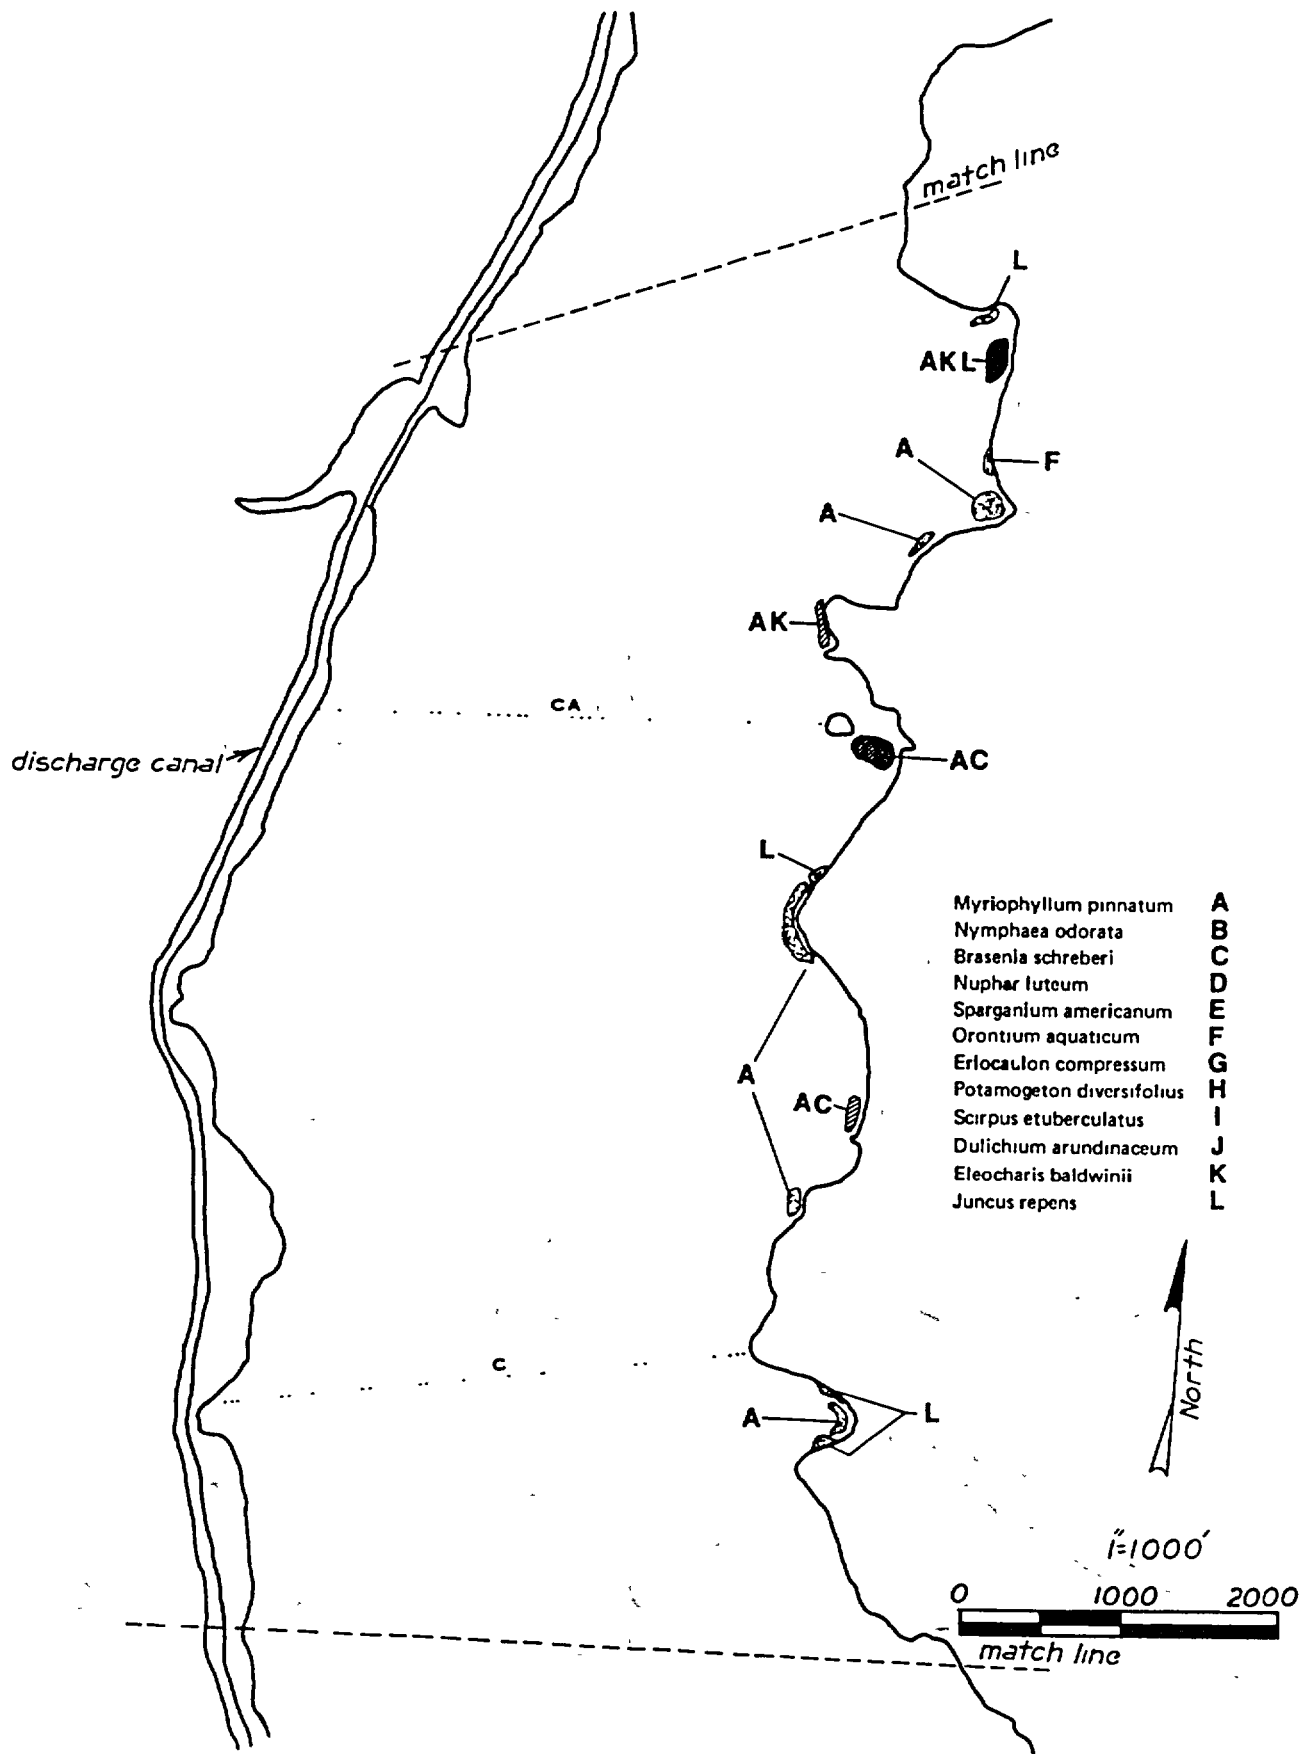 match line
L
AKL
A
F
A
AK
CA
discharge canal
AC
L
Myriophyllum pinnatum A
Nymphaea odorata B
Brasenia schreberi C
Nuphar luteum D
Sparganium americanum E
Orontium aquaticum F
Eriocaulon compressum G
Potamogeton diversifolius H
Scirpus etuberculatus I
Dulichium arundinaceum J
Eleocharis baldwinii K
Juncus repens L
A
AC
C
A
L
North
1"=1000'
0 1000 2000
match line